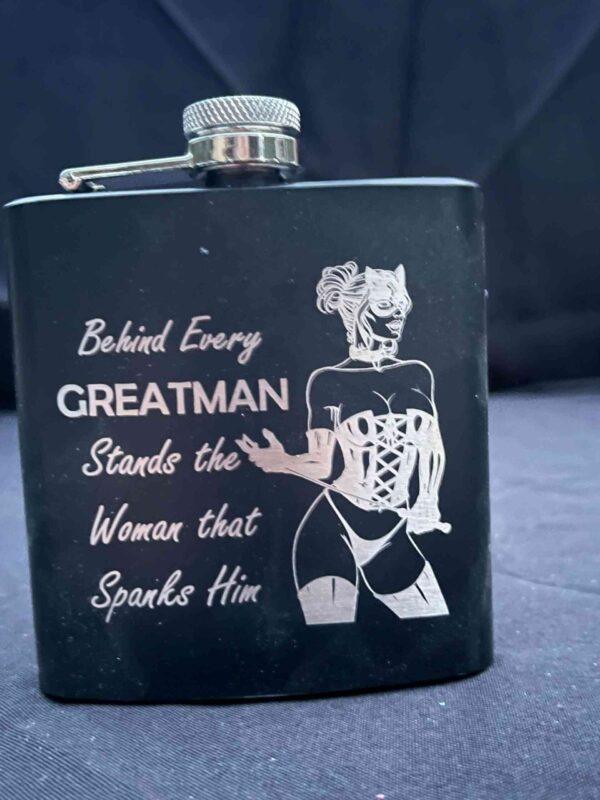 Behind Every
GREATMAN
Stands the
Woman that
Spanks Him